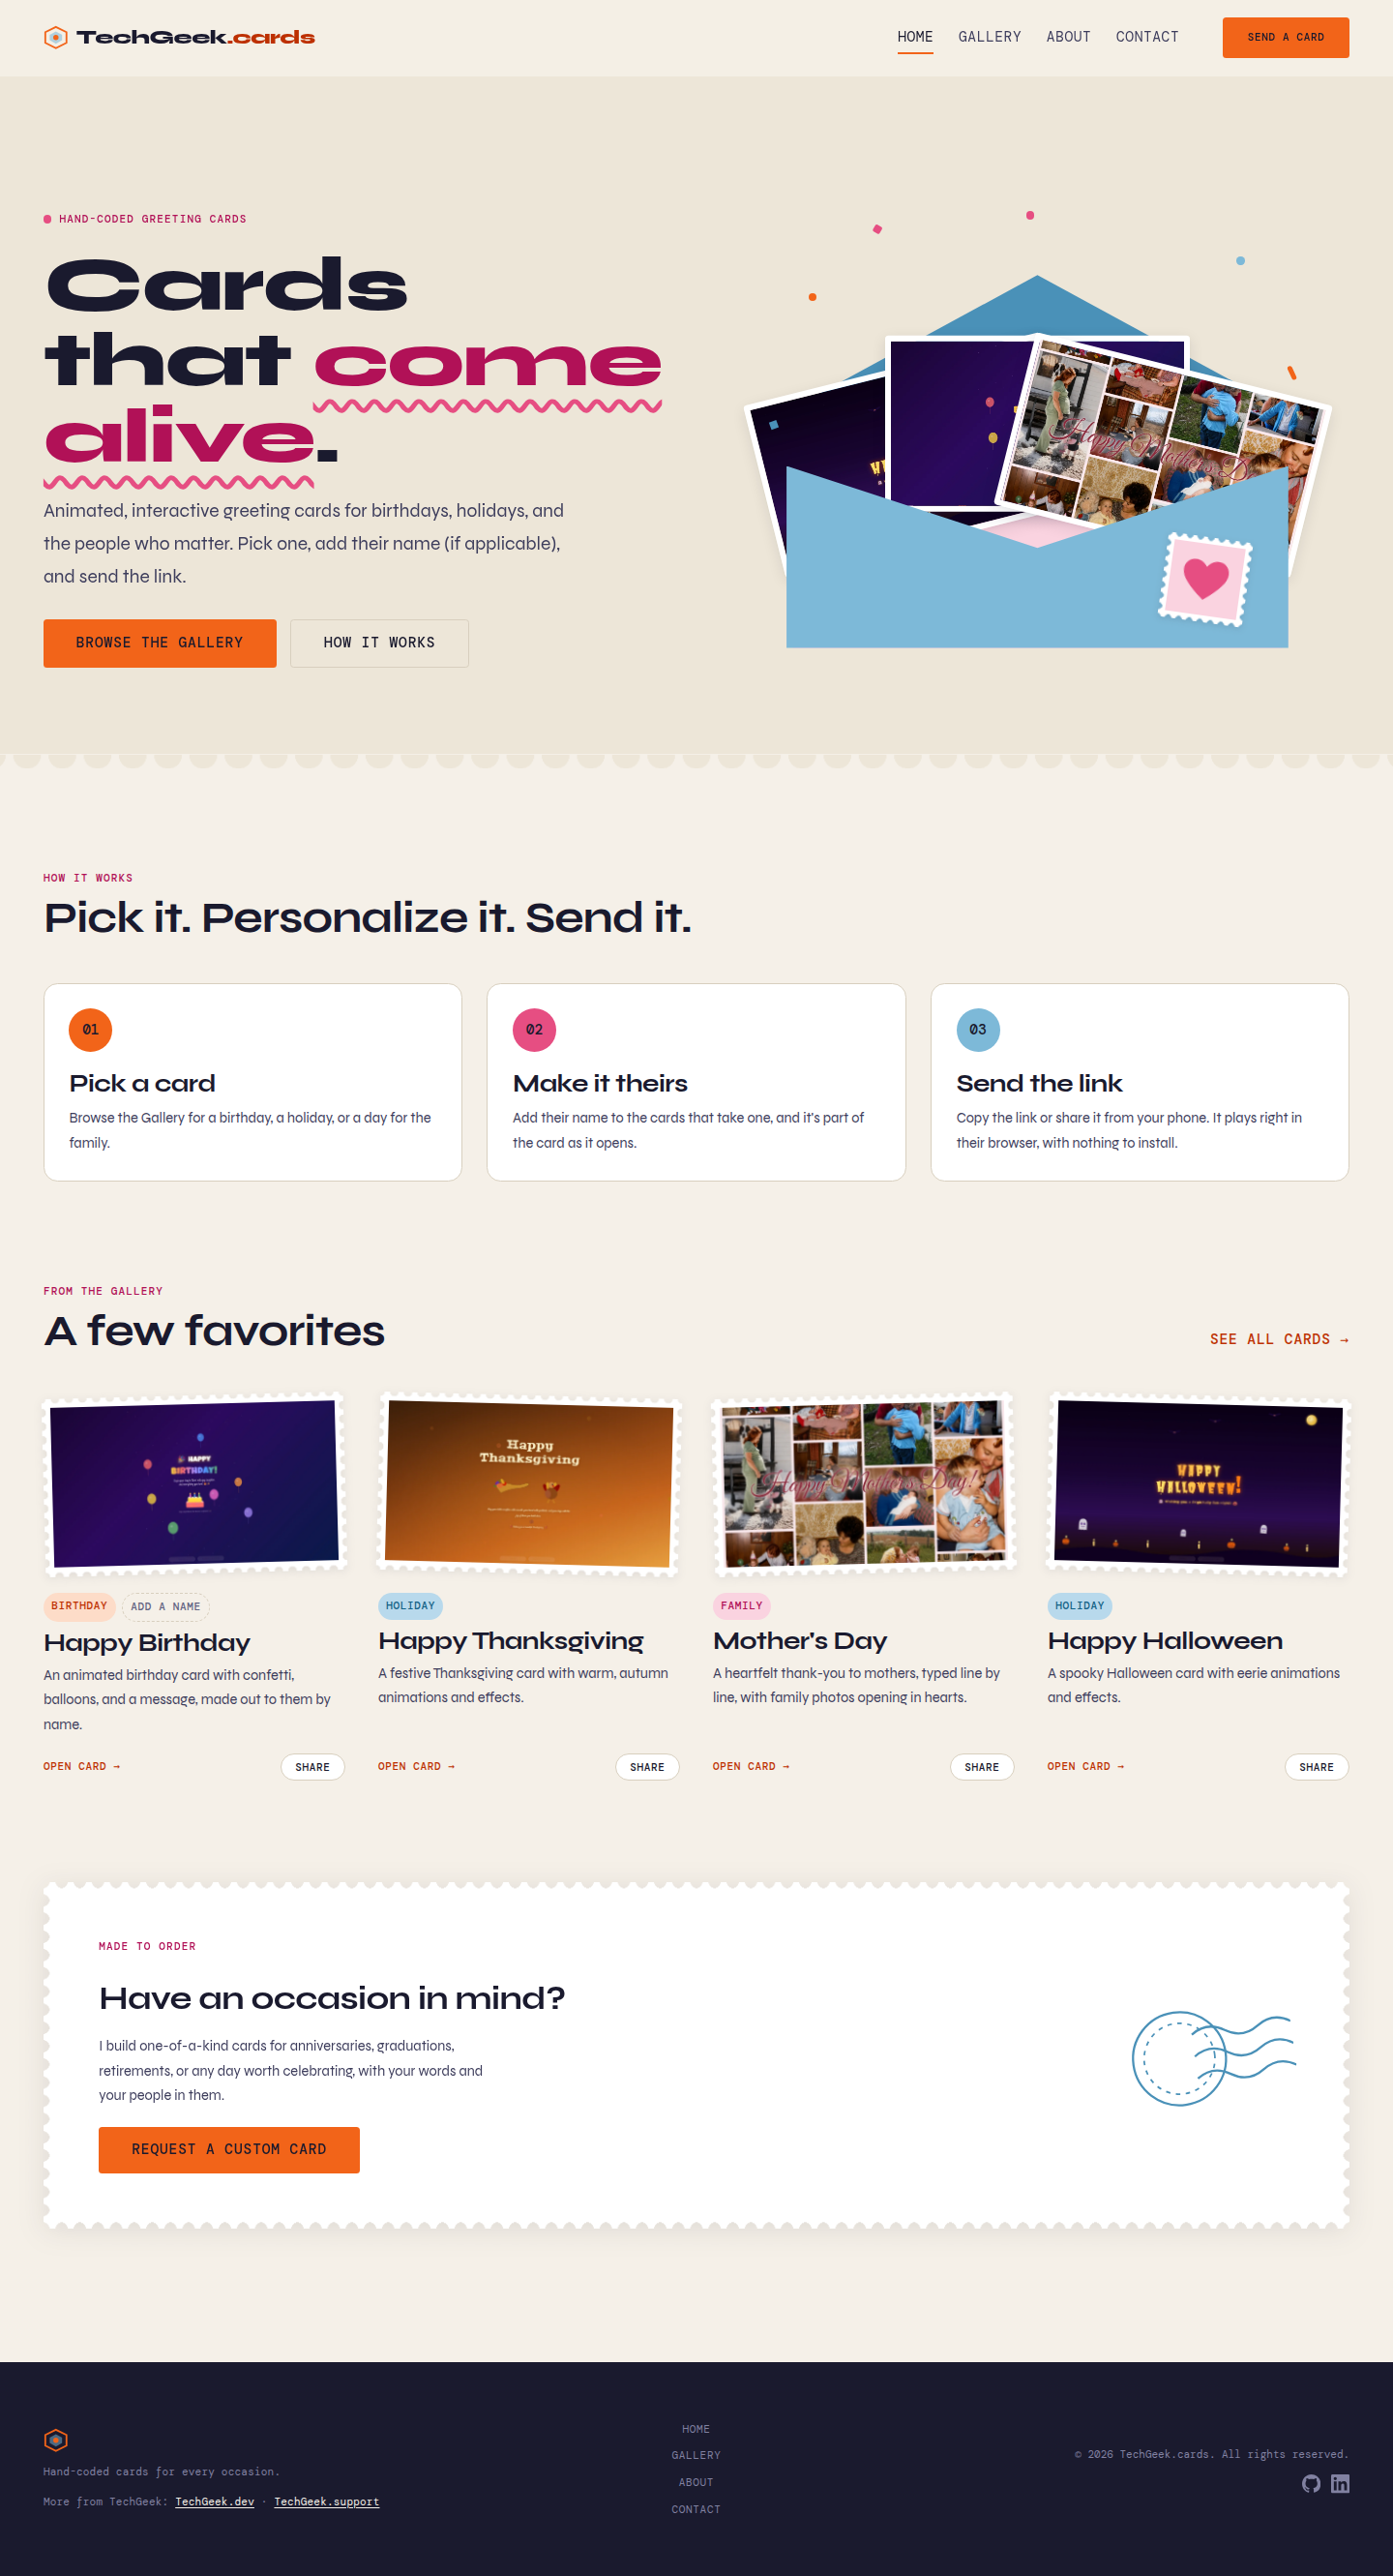 TechGeek.cards
HOME
GALLERY
ABOUT
CONTACT
SEND A CARD
HAND-CODED GREETING CARDS
Cards
that come
alive.
Animated, interactive greeting cards for birthdays, holidays, and
the people who matter. Pick one, add their name (if applicable),
and send the link.
BROWSE THE GALLERY
HOW IT WORKS
HOW IT WORKS
Pick it. Personalize it. Send it.
01
Pick a card
Browse the Gallery for a birthday, a holiday, or a day for the
family.
02
Make it theirs
Add their name to the cards that take one, and it's part of
the card as it opens.
03
Send the link
Copy the link or share it from your phone. It plays right in
their browser, with nothing to install.
FROM THE GALLERY
A few favorites
SEE ALL CARDS →
HAPPY
BIRTHDAY!
BIRTHDAY
ADD A NAME
Happy Birthday
An animated birthday card with confetti,
balloons, and a message, made out to them by
name.
OPEN CARD →
SHARE
Happy
Thanksgiving
HOLIDAY
Happy Thanksgiving
A festive Thanksgiving card with warm, autumn
animations and effects.
OPEN CARD →
SHARE
Happy Mother's Day!
FAMILY
Mother's Day
A heartfelt thank-you to mothers, typed line by
line, with family photos opening in hearts.
OPEN CARD →
SHARE
HAPPY
HALLOWEEN!
HOLIDAY
Happy Halloween
A spooky Halloween card with eerie animations
and effects.
OPEN CARD →
SHARE
MADE TO ORDER
Have an occasion in mind?
I build one-of-a-kind cards for anniversaries, graduations,
retirements, or any day worth celebrating, with your words and
your people in them.
REQUEST A CUSTOM CARD
Hand-coded cards for every occasion.
More from TechGeek: TechGeek.dev · TechGeek.support
HOME
GALLERY
ABOUT
CONTACT
© 2026 TechGeek.cards. All rights reserved.